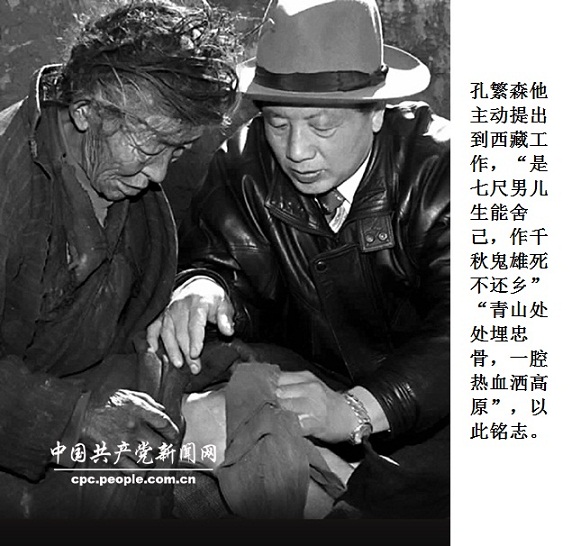 孔繁森他
主动提出
到西藏工
作，“是
七尺男儿
生能舍
己，作千
秋鬼雄死
不还乡”
“青山处
处埋忠
骨，一腔
热血洒高
原”，以
此铭志。
中国共产党新闻网
cpc.people.com.cn